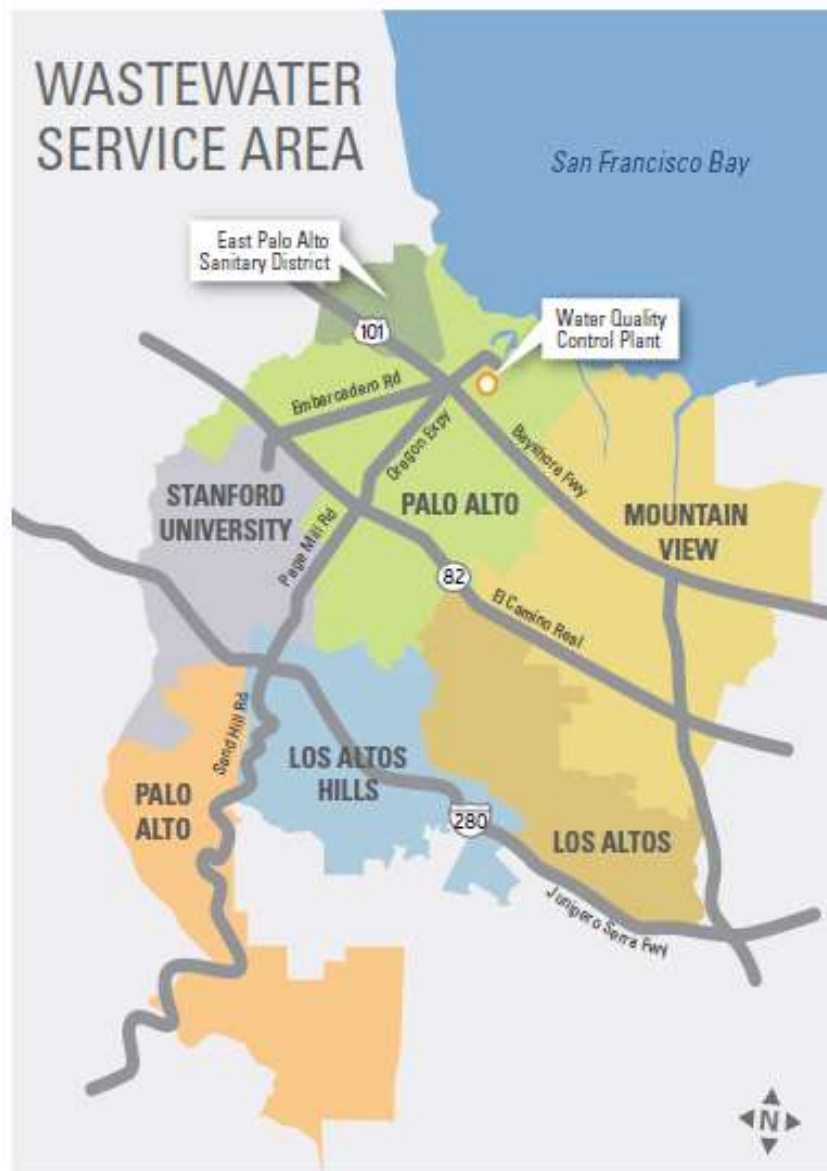 WASTEWATER
SERVICE AREA
San Francisco Bay
East Palo Alto
Sanitary District
Water Quality
Control Plant
101
Embarcadero Rd
Oregon Expy
Bayshore Fwy
STANFORD
UNIVERSITY
PALO ALTO
MOUNTAIN
VIEW
Page Mill Rd
82
El Camino Real
Sand Hill Rd
LOS ALTOS
HILLS
PALO
ALTO
280
LOS ALTOS
Junipero Serra Fwy
N